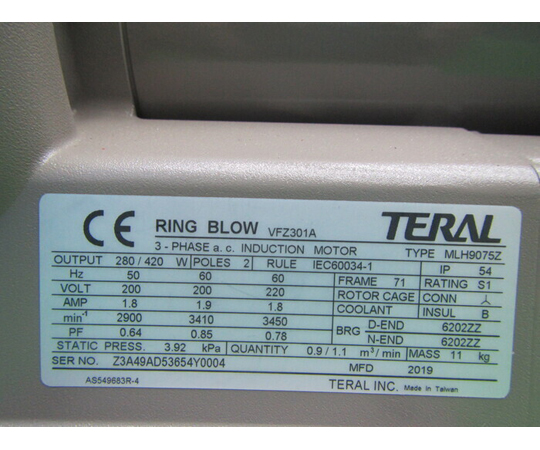 CE RING BLOW VFZ301A TERAL
3 - PHASE a. c. INDUCTION MOTOR TYPE MLH9075Z
OUTPUT 280 / 420 W POLES 2 RULE IEC60034-1 FRAME 71 IP 54
Hz 50 60 60 RATING S1
VOLT 200 200 220 ROTOR CAGE CONN
AMP 1.8 1.9 1.8 COOLANT INSUL B
min-1 2900 3410 3450 BRG D-END 6202ZZ
PF 0.64 0.85 0.78 N-END 6202ZZ
STATIC PRESS. 3.92 kPa QUANTITY 0.9 / 1.1 m³/ min MASS 11 kg
SER NO. Z3A49AD53654Y0004 MFD 2019
AS549683R-4 TERAL INC. Made in Taiwan